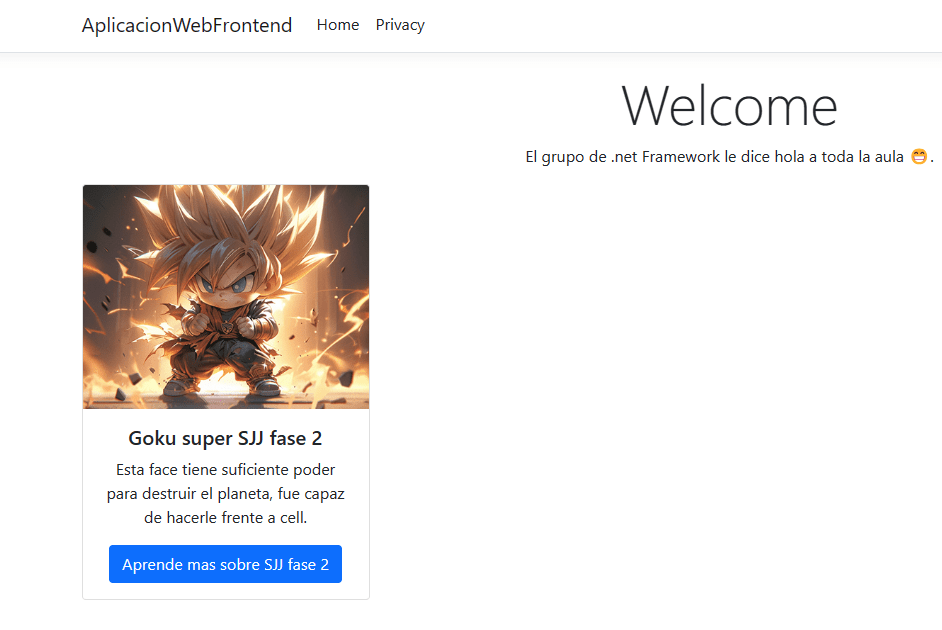 AplicacionWebFrontend Home Privacy
Welcome
El grupo de .net Framework le dice hola a toda la aula 😁.
Goku super SJJ fase 2
Esta face tiene suficiente poder
para destruir el planeta, fue capaz
de hacerle frente a cell.
Aprende mas sobre SJJ fase 2